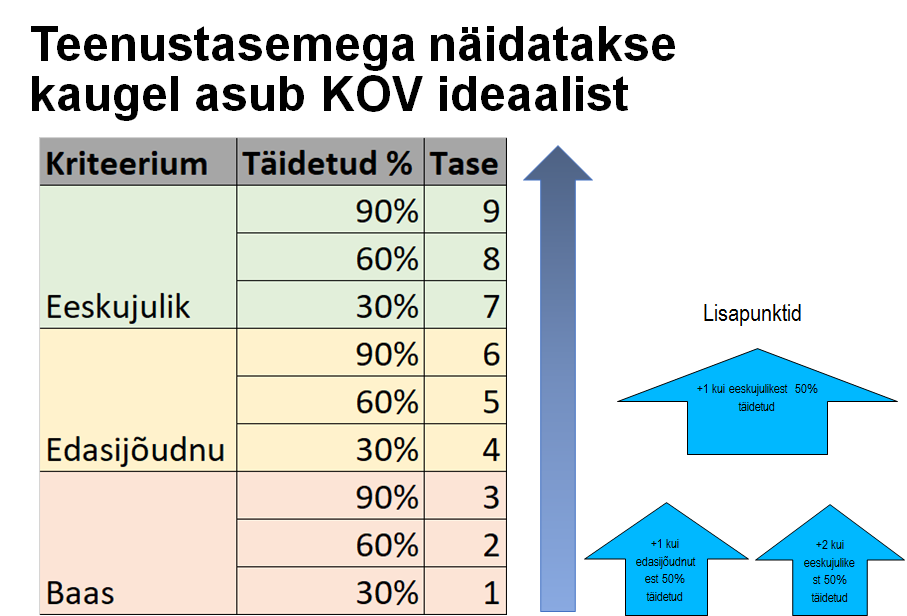 Teenustasemega näidatakse
kaugel asub KOV ideaalist
Kriteerium Täidetud % Tase
90% 9
60% 8
Eeskujulik 30% 7
90% 6
60% 5
Edasijõudnu 30% 4
90% 3
60% 2
Baas 30% 1
Lisapunktid
+1 kui eeskujulikest 50%
täidetud
+1 kui
edasijõudnut
est 50%
täidetud
+2 kui
eeskujulike
st 50%
täidetud